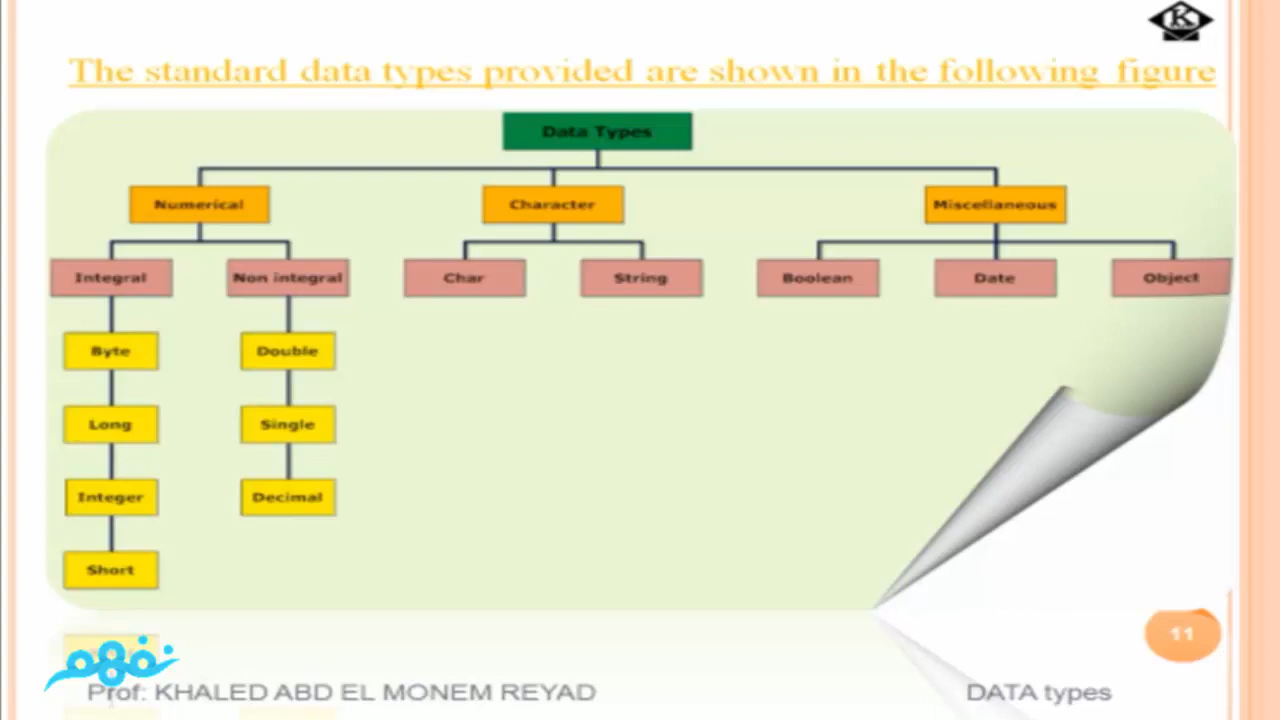 K
The standard data types provided are shown in the following figure
Data Types
Numerical Character Miscellaneous
Integral Non integral Char String Boolean Date Object
Byte Double
Long Single
Integer Decimal
Short
11
نفهم
Prof: KHALED ABD EL MONEM REYAD DATA types